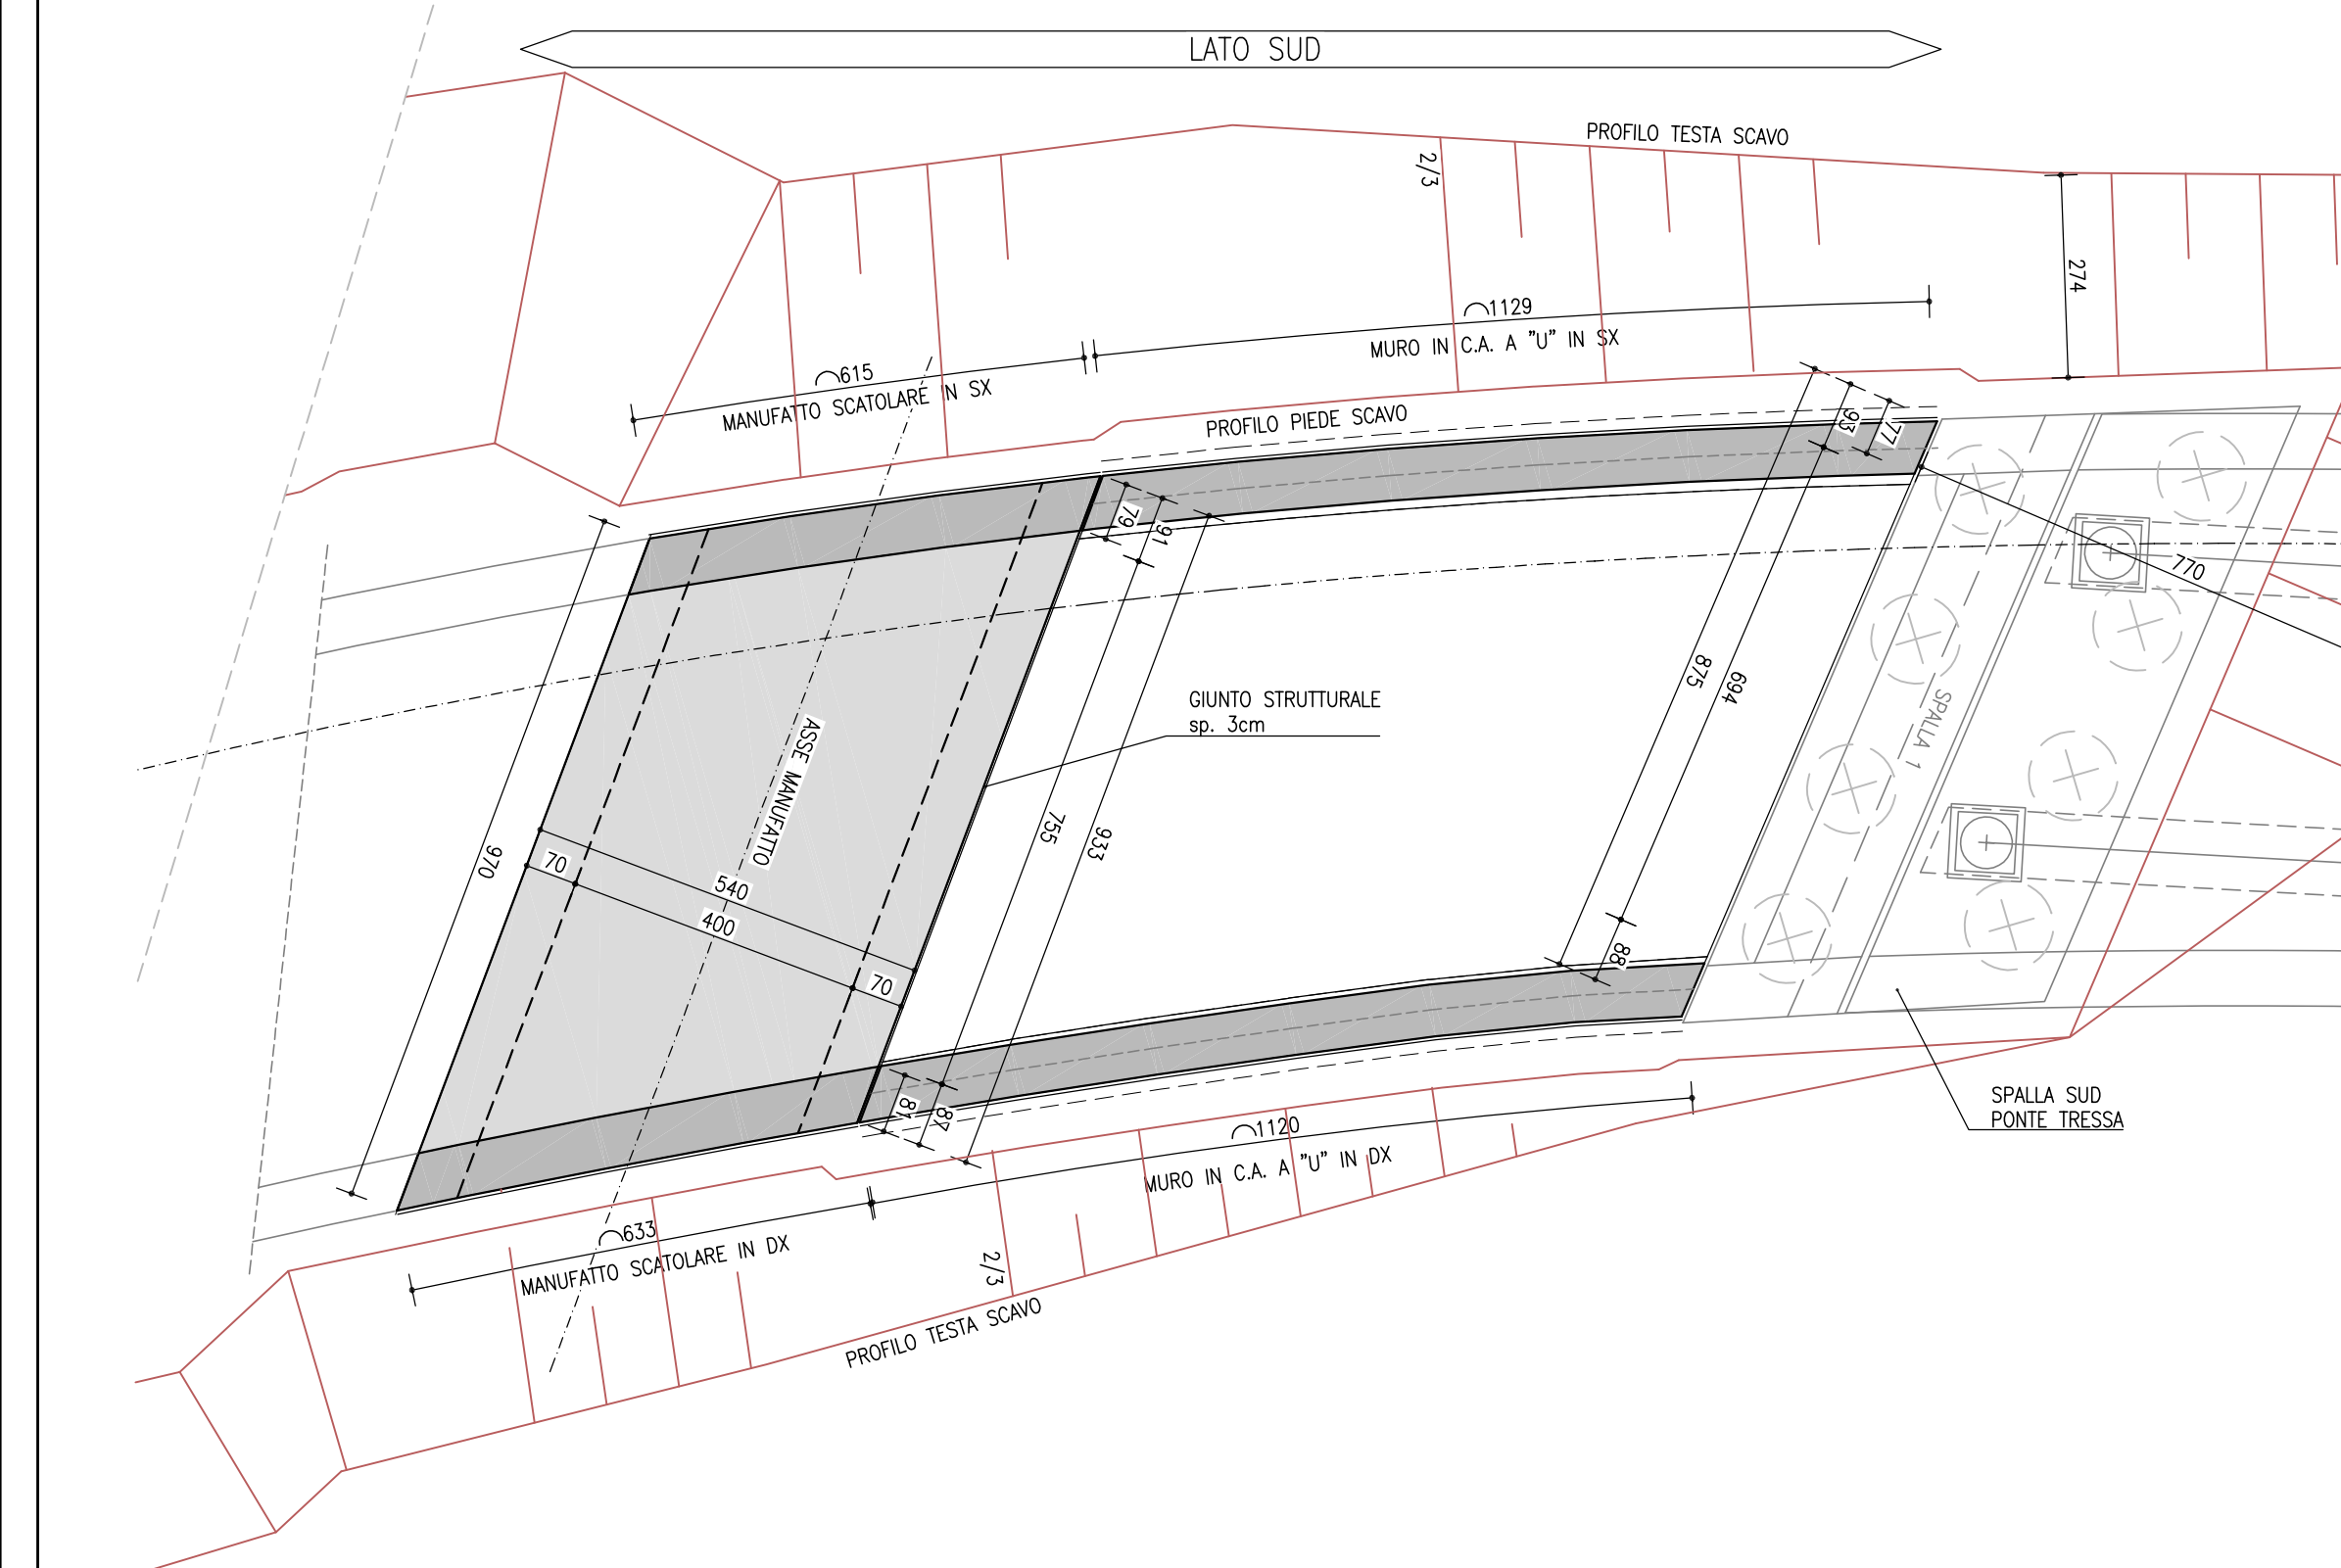 LATO SUD
PROFILO TESTA SCAVO
2/3
274
⌒1129
MURO IN C.A. A "U" IN SX
⌒615
MANUFATTO SCATOLARE IN SX
PROFILO PIEDE SCAVO
93
77
79
91
770
875
694
GIUNTO STRUTTURALE
sp. 3cm
SPALLA 1
ASSE MANUFATTO
755
933
970
70
540
400
70
88
81
87
SPALLA SUD
PONTE TRESSA
⌒1120
MURO IN C.A. A "U" IN DX
⌒633
MANUFATTO SCATOLARE IN DX
2/3
PROFILO TESTA SCAVO